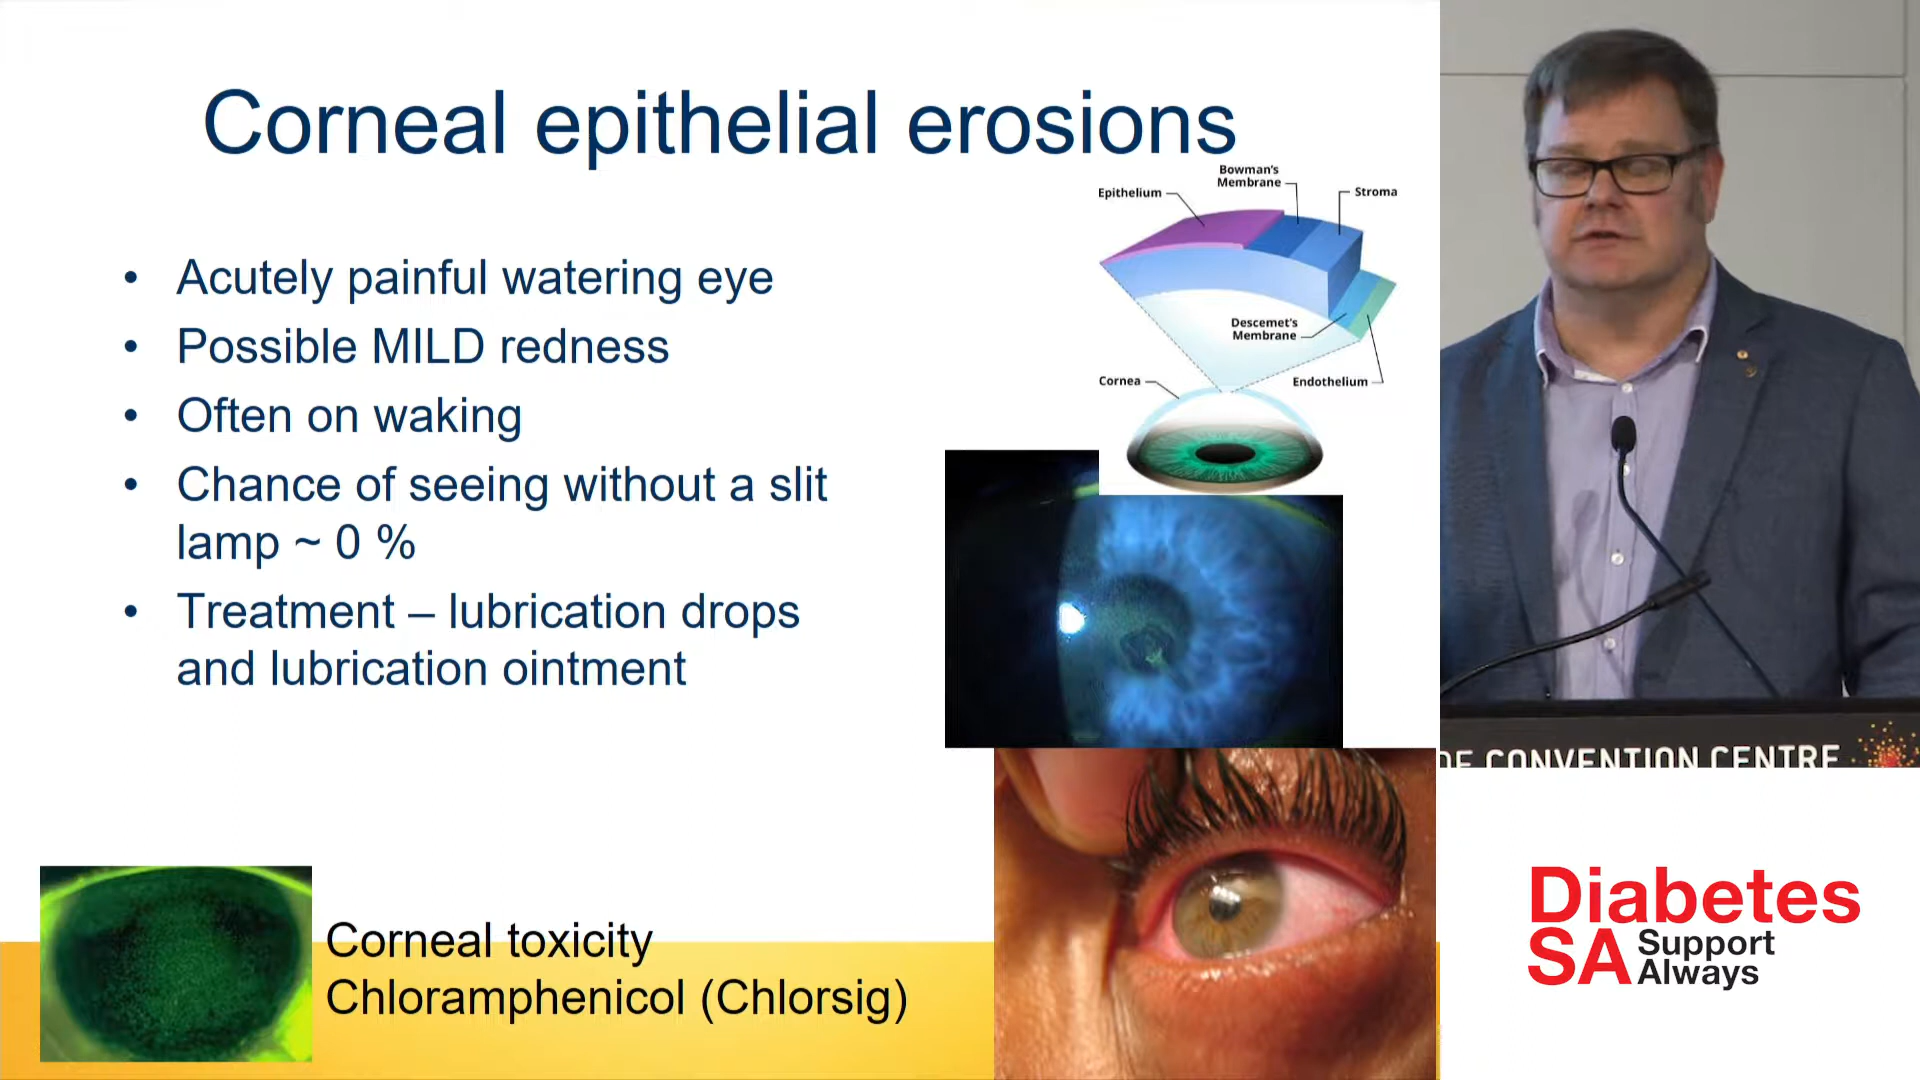 Corneal epithelial erosions
Epithelium
Bowman's
Membrane
Stroma
Descemet's
Membrane
Cornea
Endothelium
• Acutely painful watering eye
• Possible MILD redness
• Often on waking
• Chance of seeing without a slit
lamp ~ 0 %
• Treatment – lubrication drops
and lubrication ointment
Corneal toxicity
Chloramphenicol (Chlorsig)
DE CONVENTION CENTRE
Diabetes
SA Support
Always